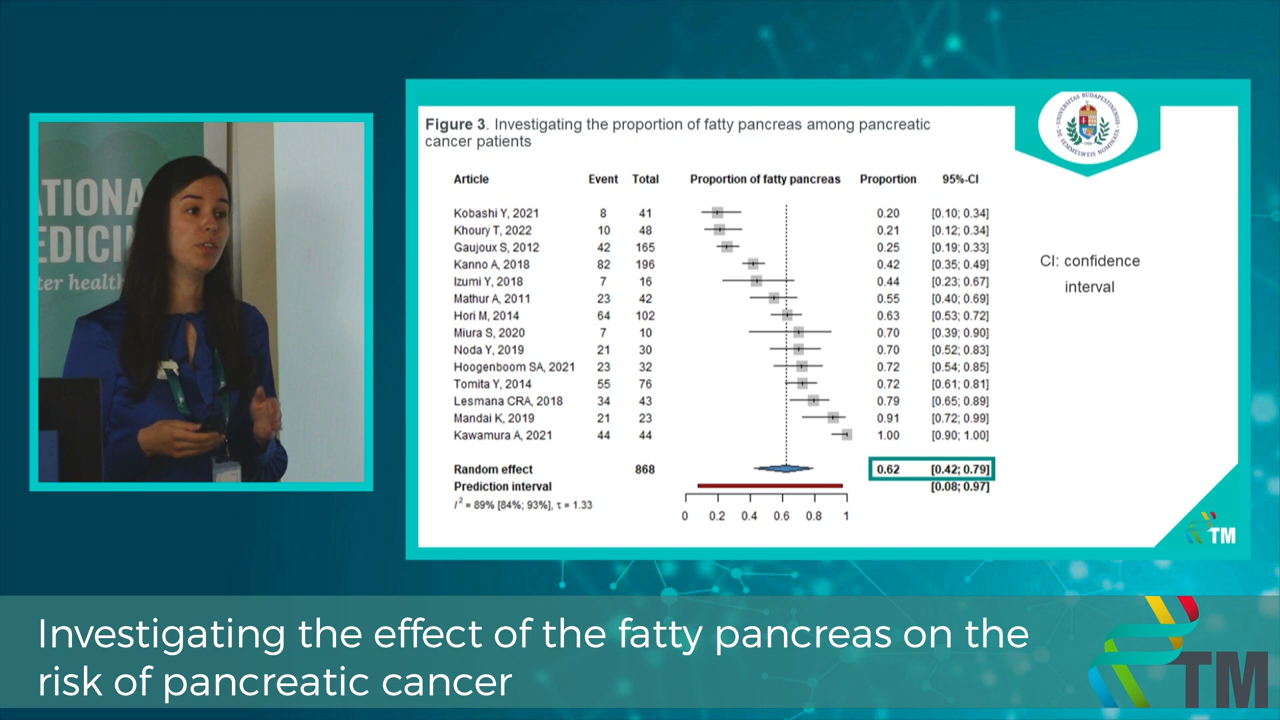 ATIONA
EDICIN
ter health
Figure 3. Investigating the proportion of fatty pancreas among pancreatic
cancer patients
UNIVERSITAS BUDAPESTINENSIS
DE SEMMELWEIS NOMINATA
Article Event Total Proportion of fatty pancreas Proportion 95%-CI
Kobashi Y, 2021 8 41 0.20 [0.10; 0.34]
Khoury T, 2022 10 48 0.21 [0.12; 0.34]
Gaujoux S, 2012 42 165 0.25 [0.19; 0.33]
Kanno A, 2018 82 196 0.42 [0.35; 0.49]
Izumi Y, 2018 7 16 0.44 [0.23; 0.67]
Mathur A, 2011 23 42 0.55 [0.40; 0.69]
Hori M, 2014 64 102 0.63 [0.53; 0.72]
Miura S, 2020 7 10 0.70 [0.39; 0.90]
Noda Y, 2019 21 30 0.70 [0.52; 0.83]
Hoogenboom SA, 2021 23 32 0.72 [0.54; 0.85]
Tomita Y, 2014 55 76 0.72 [0.61; 0.81]
Lesmana CRA, 2018 34 43 0.79 [0.65; 0.89]
Mandai K, 2019 21 23 0.91 [0.72; 0.99]
Kawamura A, 2021 44 44 1.00 [0.90; 1.00]
Random effect 868 0.62 [0.42; 0.79]
Prediction interval [0.08; 0.97]
I² = 89% [84%; 93%], τ = 1.33
0 0.2 0.4 0.6 0.8 1
CI: confidence
interval
TM
Investigating the effect of the fatty pancreas on the
risk of pancreatic cancer
TM